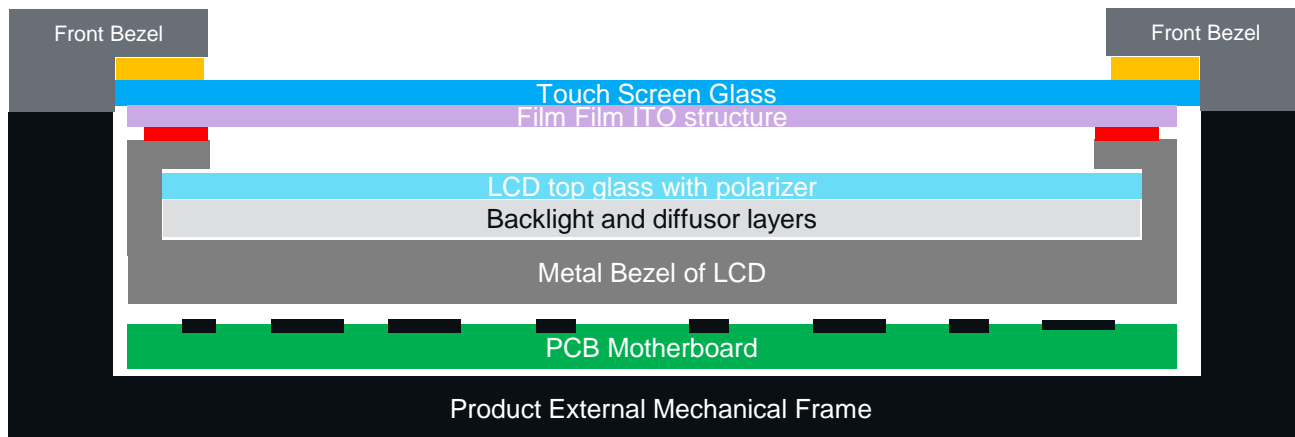 Front Bezel
Front Bezel
Touch Screen Glass
Film Film ITO structure
LCD top glass with polarizer
Backlight and diffusor layers
Metal Bezel of LCD
PCB Motherboard
Product External Mechanical Frame